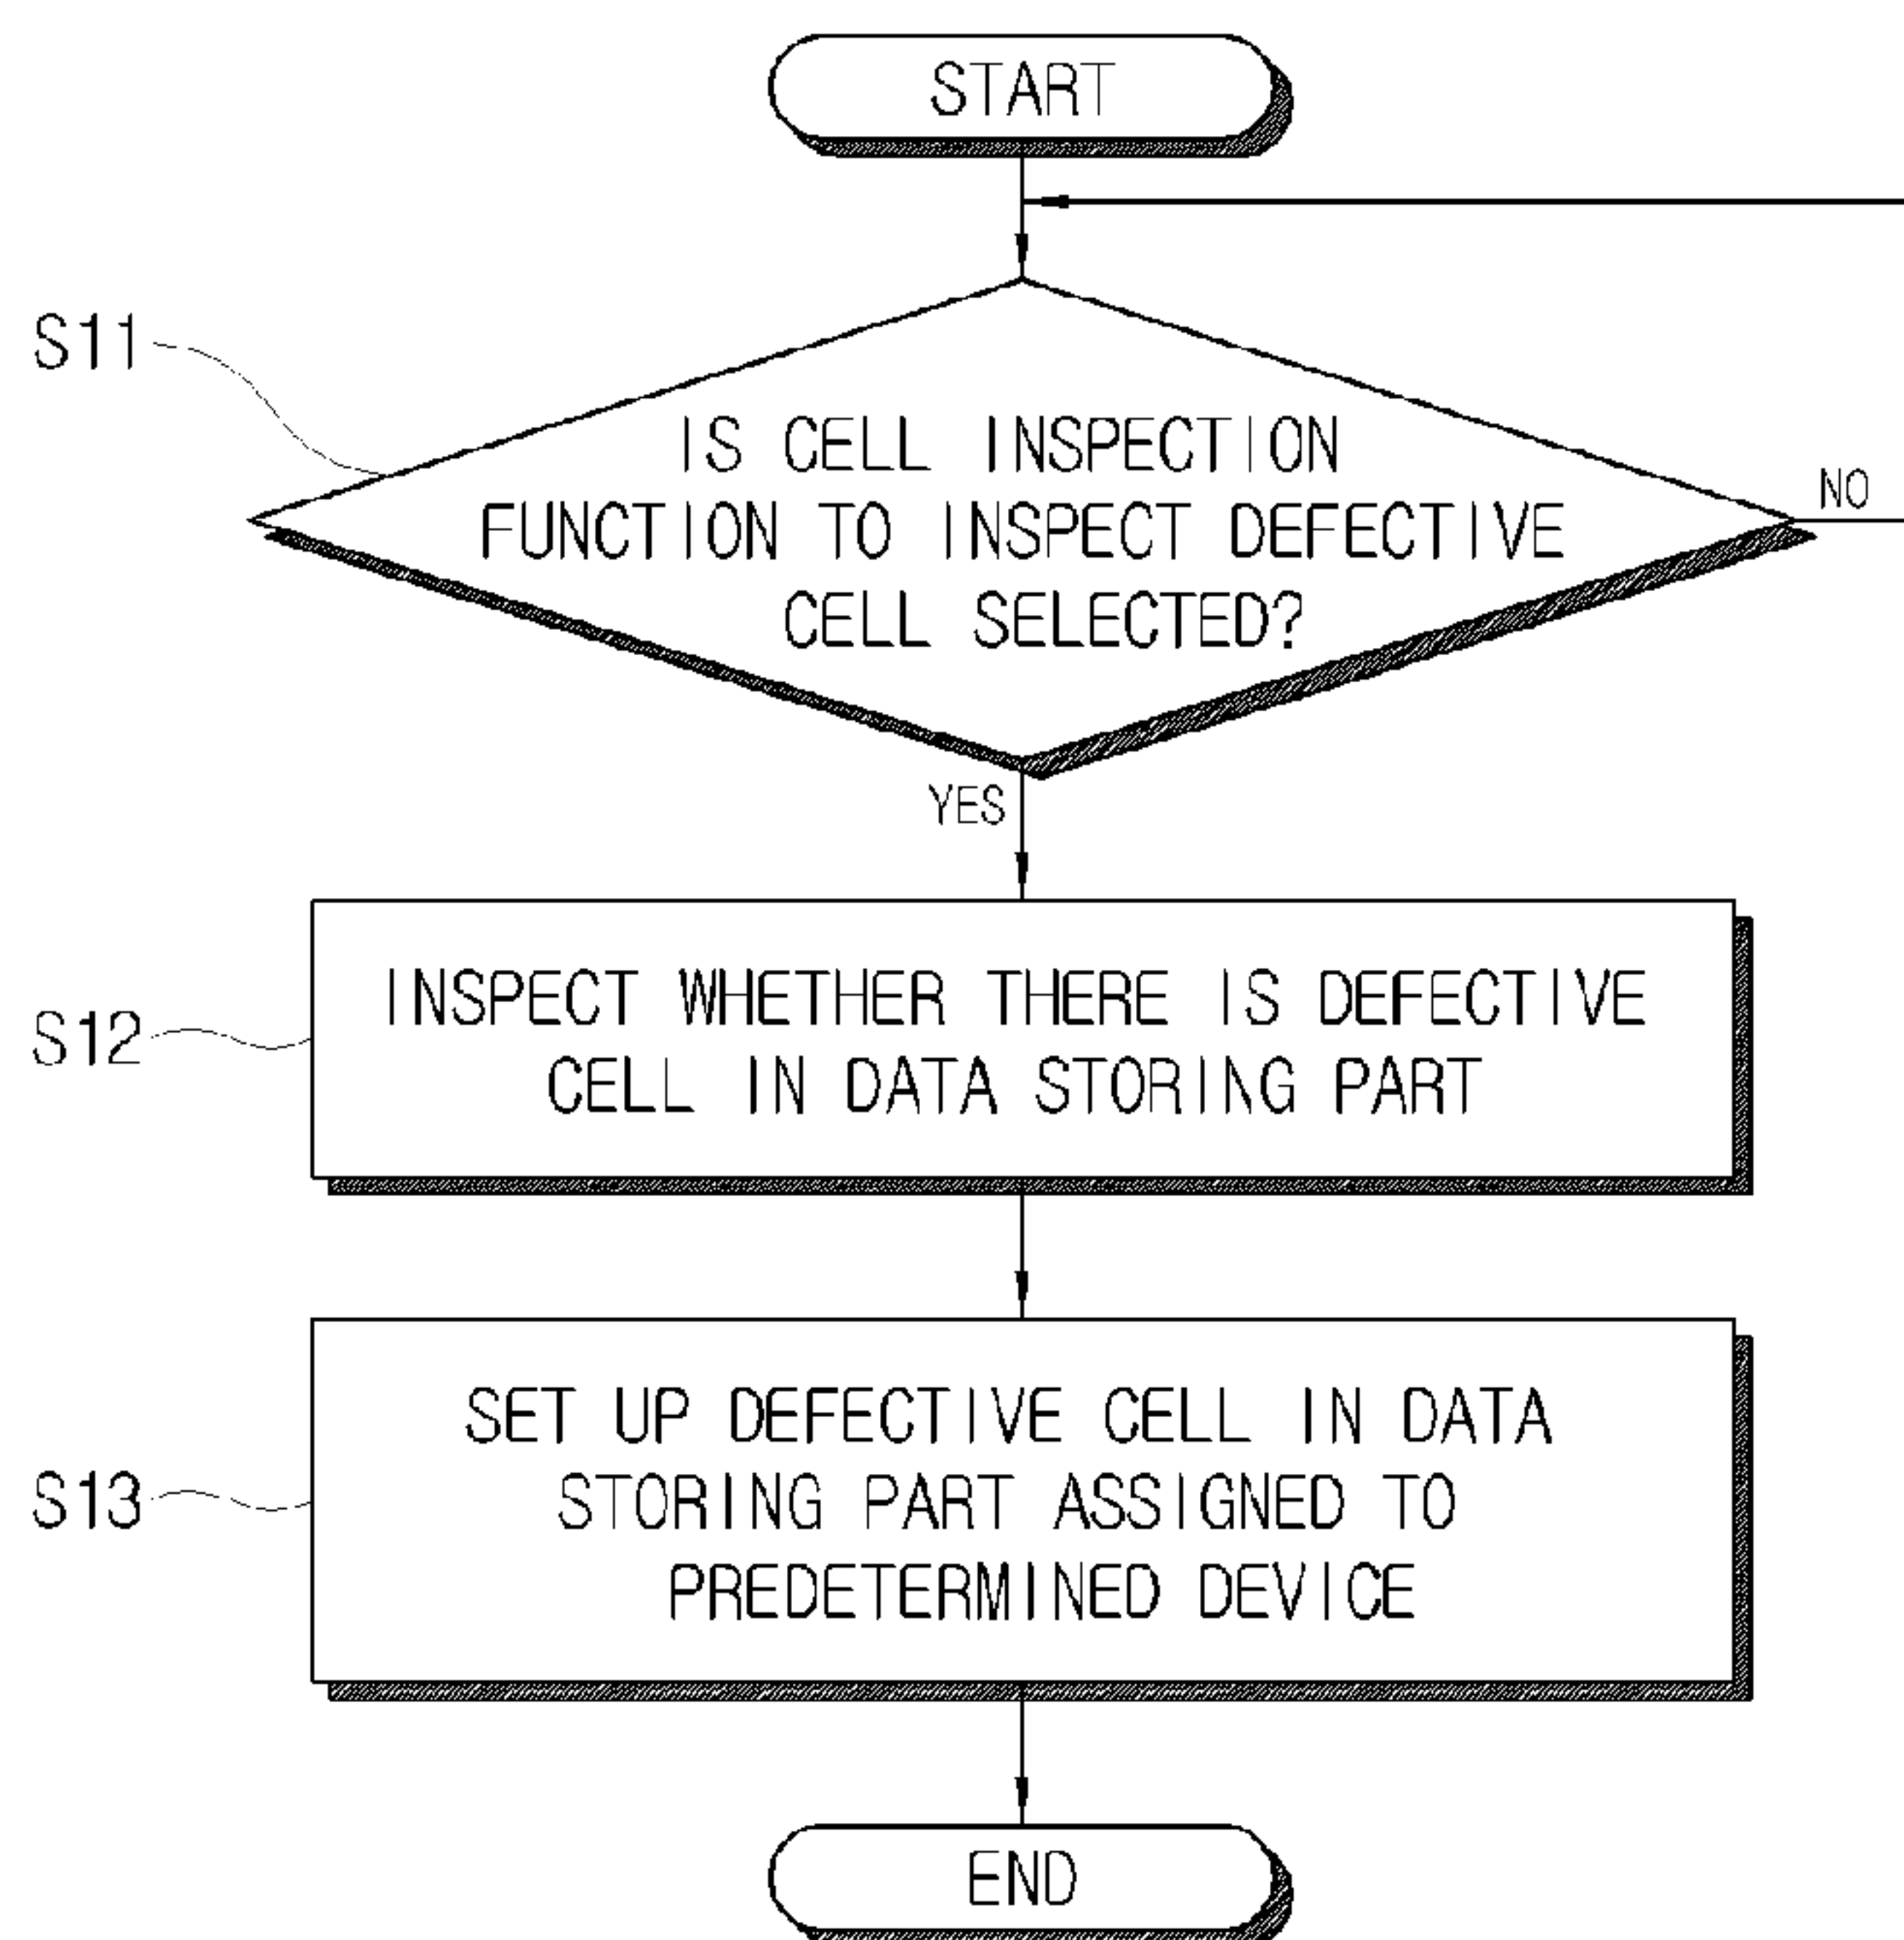 START
S11
IS CELL INSPECTION
FUNCTION TO INSPECT DEFECTIVE
CELL SELECTED?
NO
YES
S12
INSPECT WHETHER THERE IS DEFECTIVE
CELL IN DATA STORING PART
S13
SET UP DEFECTIVE CELL IN DATA
STORING PART ASSIGNED TO
PREDETERMINED DEVICE
END